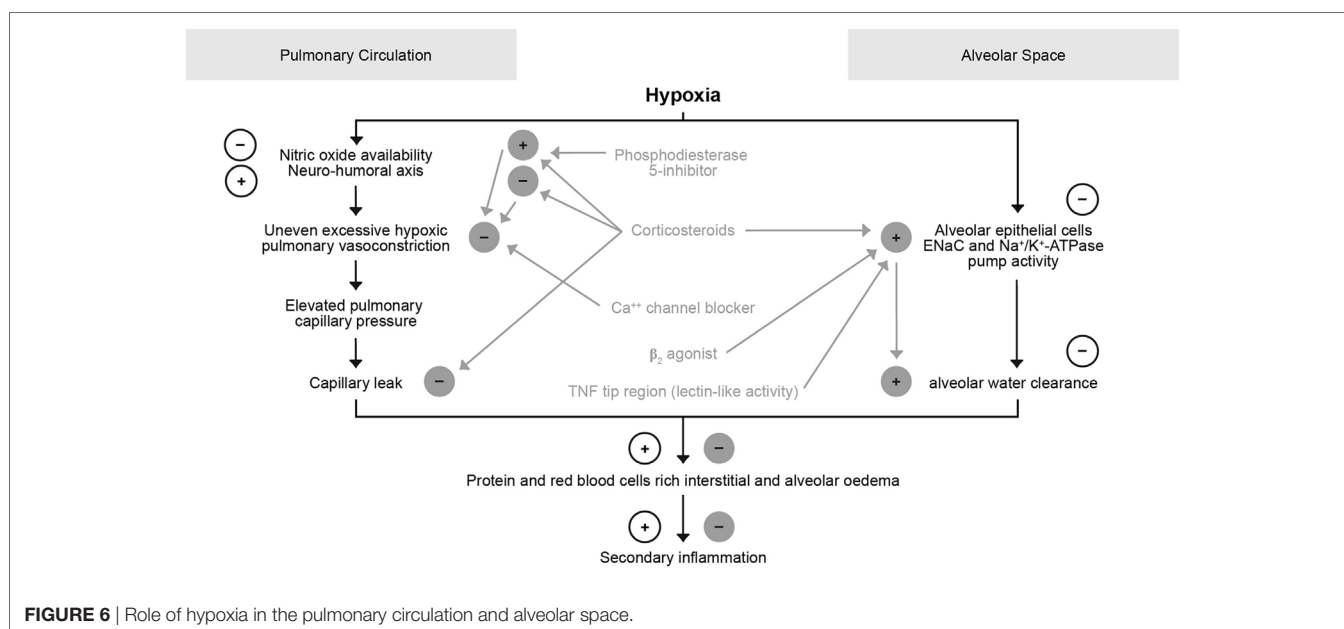 Pulmonary Circulation
Alveolar Space
Hypoxia
−
+
Nitric oxide availability
Neuro-humoral axis
+
−
Phosphodiesterase
5-inhibitor
−
Uneven excessive hypoxic
pulmonary vasoconstriction
−
Corticosteroids
+
Alveolar epithelial cells
ENaC and Na⁺/K⁺-ATPase
pump activity
Elevated pulmonary
capillary pressure
Ca⁺⁺ channel blocker
β₂ agonist
−
Capillary leak
−
TNF tip region (lectin-like activity)
+
alveolar water clearance
+
−
Protein and red blood cells rich interstitial and alveolar oedema
+
−
Secondary inflammation
FIGURE 6 | Role of hypoxia in the pulmonary circulation and alveolar space.